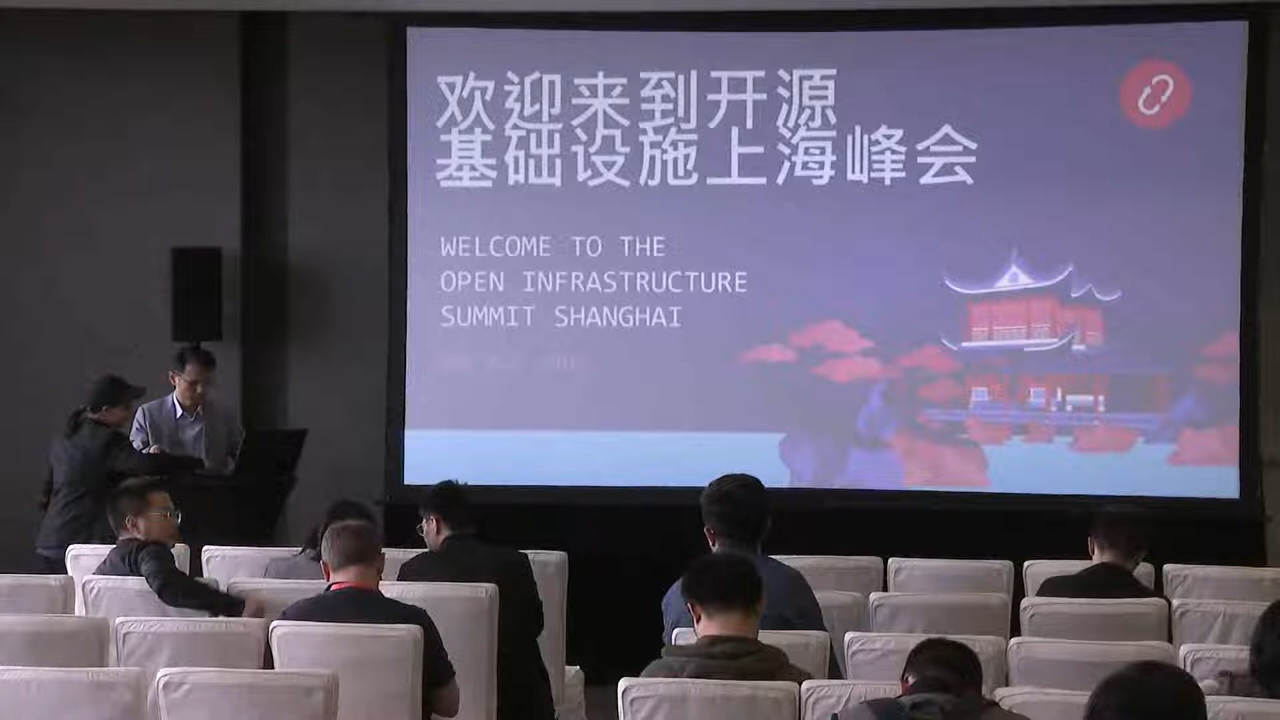 欢迎来到开源
基础设施上海峰会
WELCOME TO THE
OPEN INFRASTRUCTURE
SUMMIT SHANGHAI